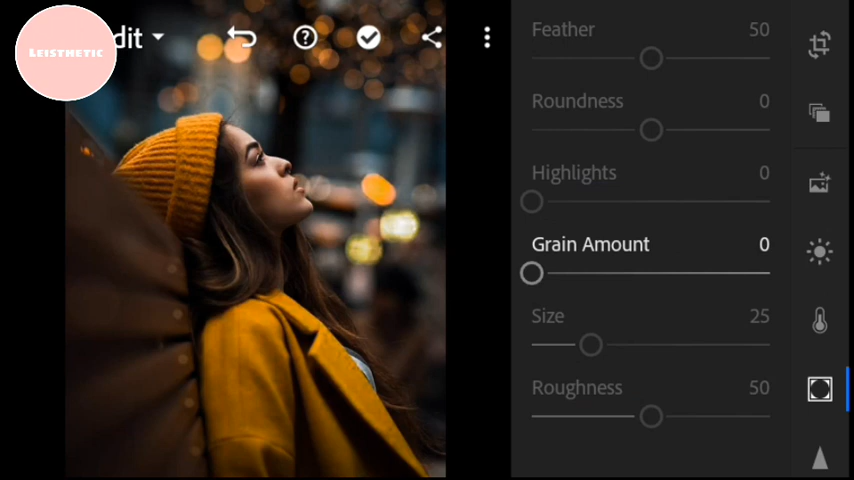 LEISTHETIC
dit
Feather 50
Roundness 0
Highlights 0
Grain Amount 0
Size 25
Roughness 50